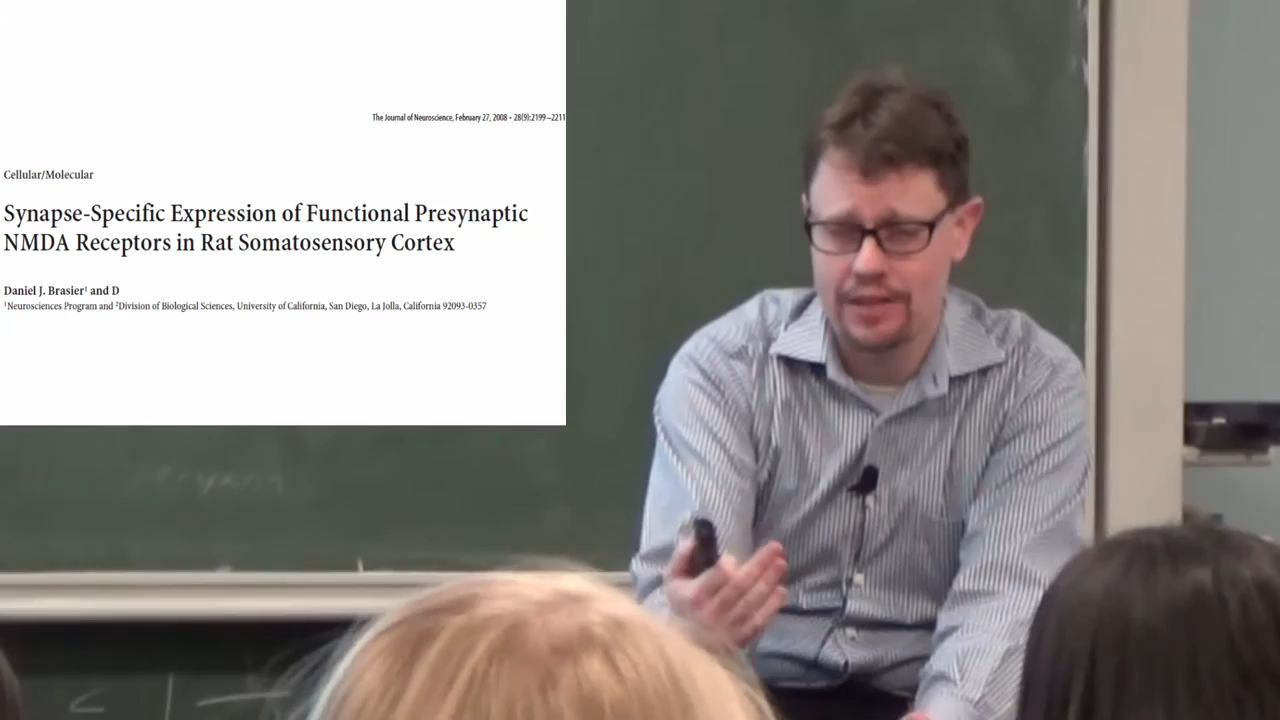 The Journal of Neuroscience, February 27, 2008 • 28(9):2199–2211
Cellular/Molecular
Synapse-Specific Expression of Functional Presynaptic
NMDA Receptors in Rat Somatosensory Cortex
Daniel J. Brasier¹ and D
¹Neurosciences Program and ²Division of Biological Sciences, University of California, San Diego, La Jolla, California 92093-0357